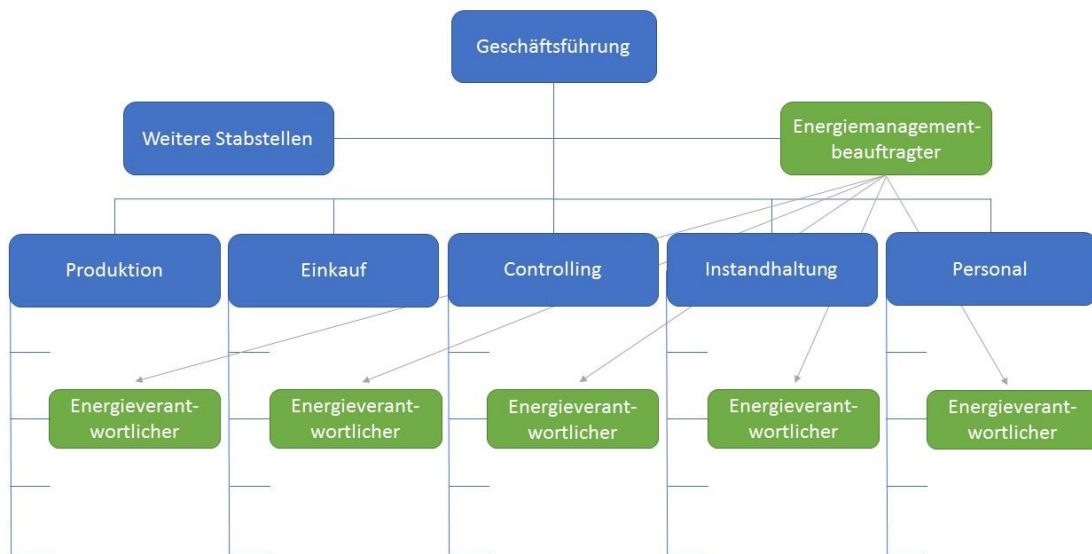 Geschäftsführung
Weitere Stabstellen
Energiemanagement-
beauftragter
Produktion
Einkauf
Controlling
Instandhaltung
Personal
Energieverant-
wortlicher
Energieverant-
wortlicher
Energieverant-
wortlicher
Energieverant-
wortlicher
Energieverant-
wortlicher